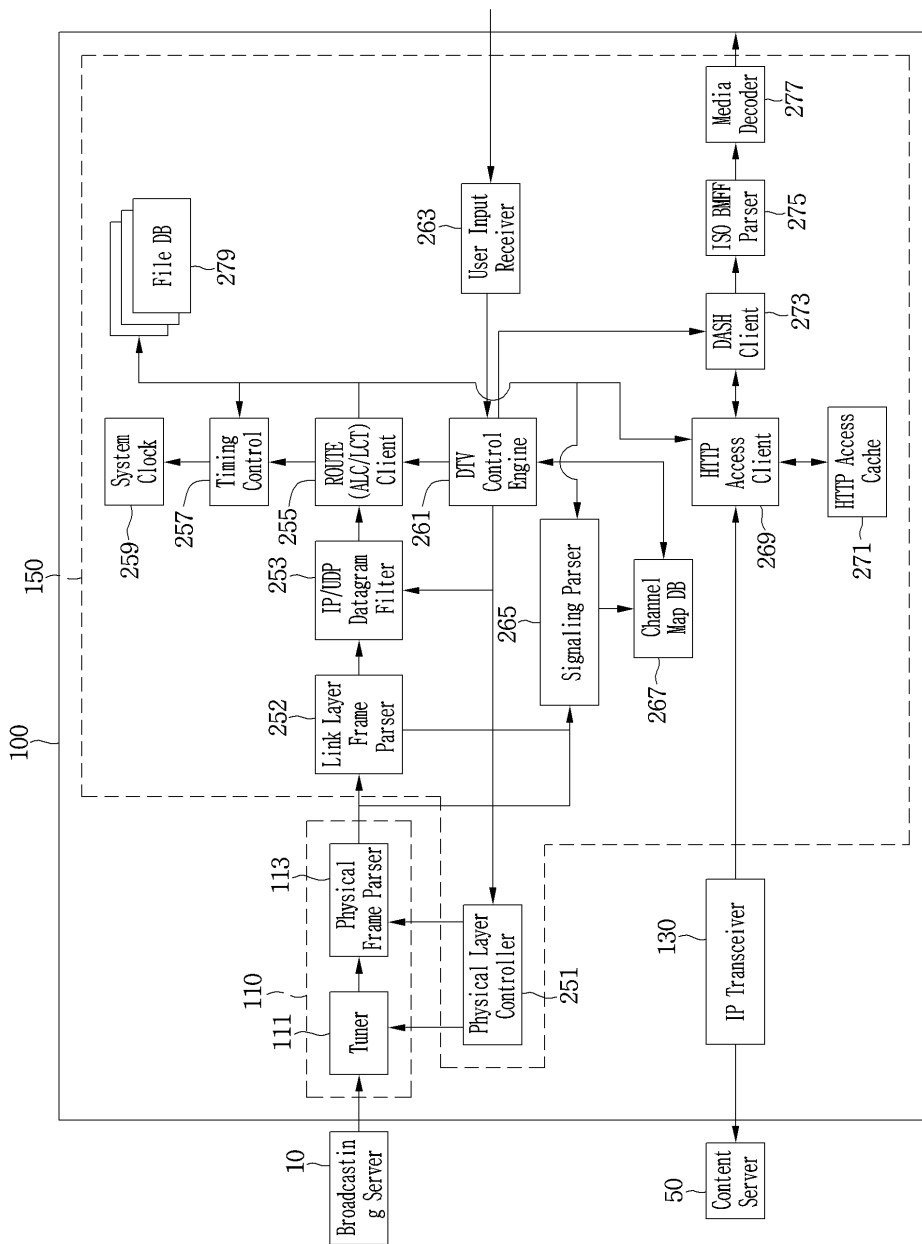 100
150
10
Broadcastin
g Server
110
111
Tuner
113
Physical
Frame Parser
252
Link Layer
Frame
Parser
253
IP/UDP
Datagram
Filter
255
ROUTE
(ALC/LCT)
Client
257
Timing
Control
259
System
Clock
File DB
279
Physical Layer
Controller
251
261
DTV
Control
Engine
263
User Input
Receiver
265
Signaling Parser
Channel
Map DB
267
50
Content
Server
130
IP Transceiver
HTTP
Access
Client
269
HTTP Access
Cache
271
DASH
Client
273
ISO BMFF
Parser
275
Media
Decoder
277